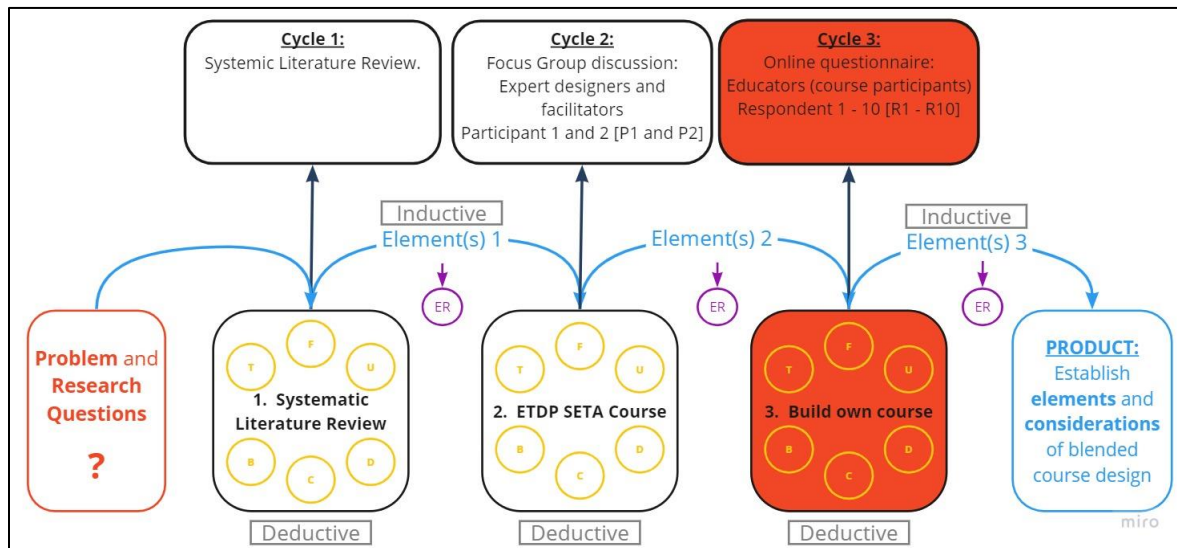 Cycle 1:
Systemic Literature Review.
Cycle 2:
Focus Group discussion:
Expert designers and
facilitators
Participant 1 and 2 [P1 and P2]
Cycle 3:
Online questionnaire:
Educators (course participants)
Respondent 1 - 10 [R1 - R10]
Inductive
Element(s) 1
Element(s) 2
Inductive
Element(s) 3
ER
ER
ER
Problem and
Research
Questions
?
F
T
U
1. Systematic
Literature Review
B
D
C
Deductive
F
T
U
2. ETDP SETA Course
B
D
C
Deductive
F
T
U
3. Build own course
B
D
C
Deductive
PRODUCT:
Establish
elements and
considerations
of blended
course design
miro